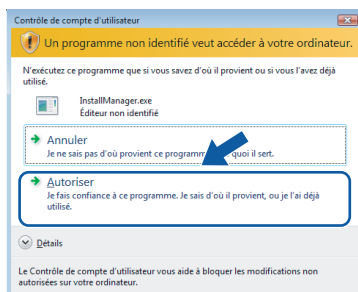 Contrôle de compte d'utilisateur
Un programme non identifié veut accéder à votre ordinateur.
N'exécutez ce programme que si vous savez d'où il provient ou si vous l'avez déjà
utilisé.
InstallManager.exe
Éditeur non identifié
Annuler
Je ne sais pas d'où provient ce programm quoi il sert.
Autoriser
Je fais confiance à ce programme. Je sais d'où il provient, ou je l'ai déjà
utilisé.
Détails
Le Contrôle de compte d'utilisateur vous aide à bloquer les modifications non
autorisées sur votre ordinateur.